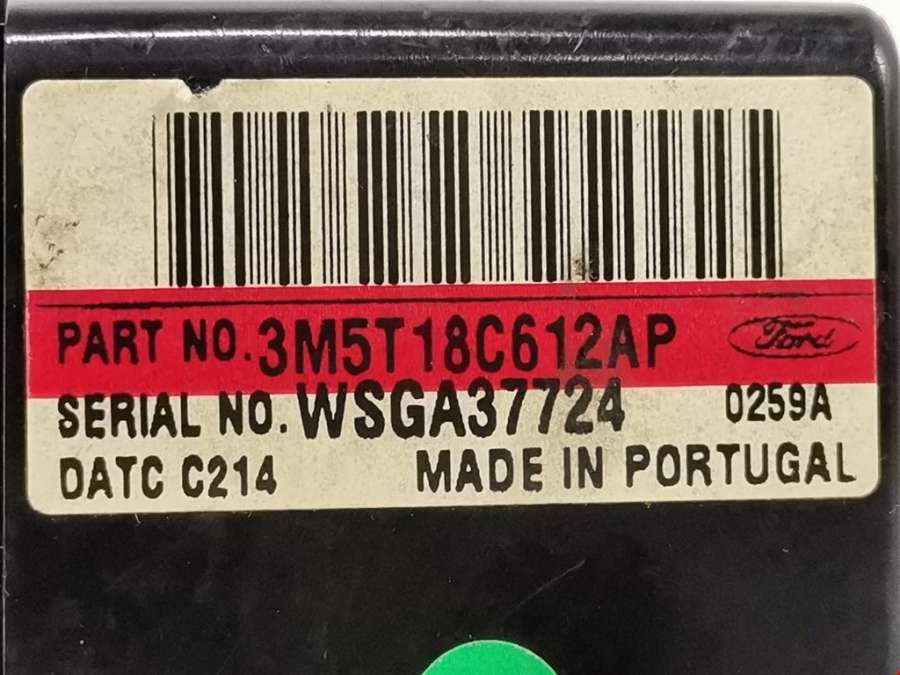 PART NO. 3M5T18C612AP Ford
SERIAL NO. WSGA37724 0259A
DATC C214 MADE IN PORTUGAL